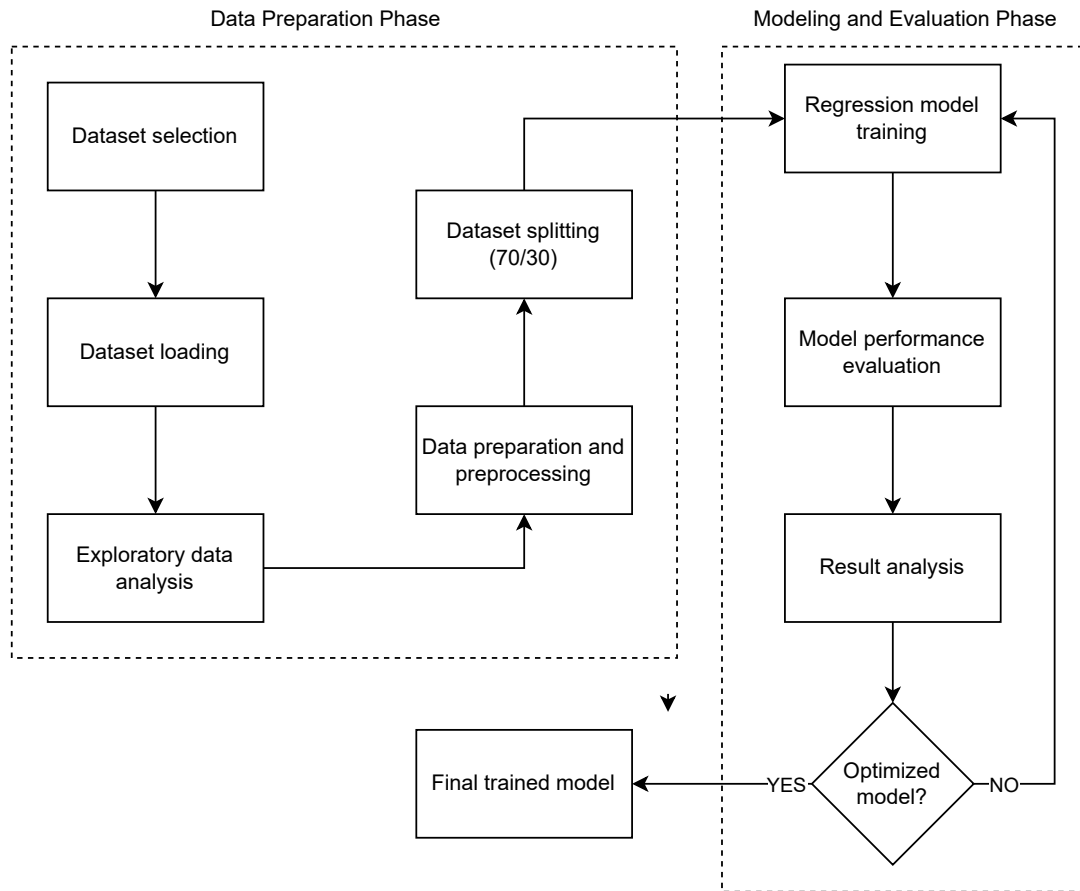 Data Preparation Phase
Dataset selection
Dataset loading
Exploratory data
analysis
Dataset splitting
(70/30)
Data preparation and
preprocessing
Modeling and Evaluation Phase
Regression model
training
Model performance
evaluation
Result analysis
Optimized
model?
YES
NO
Final trained model